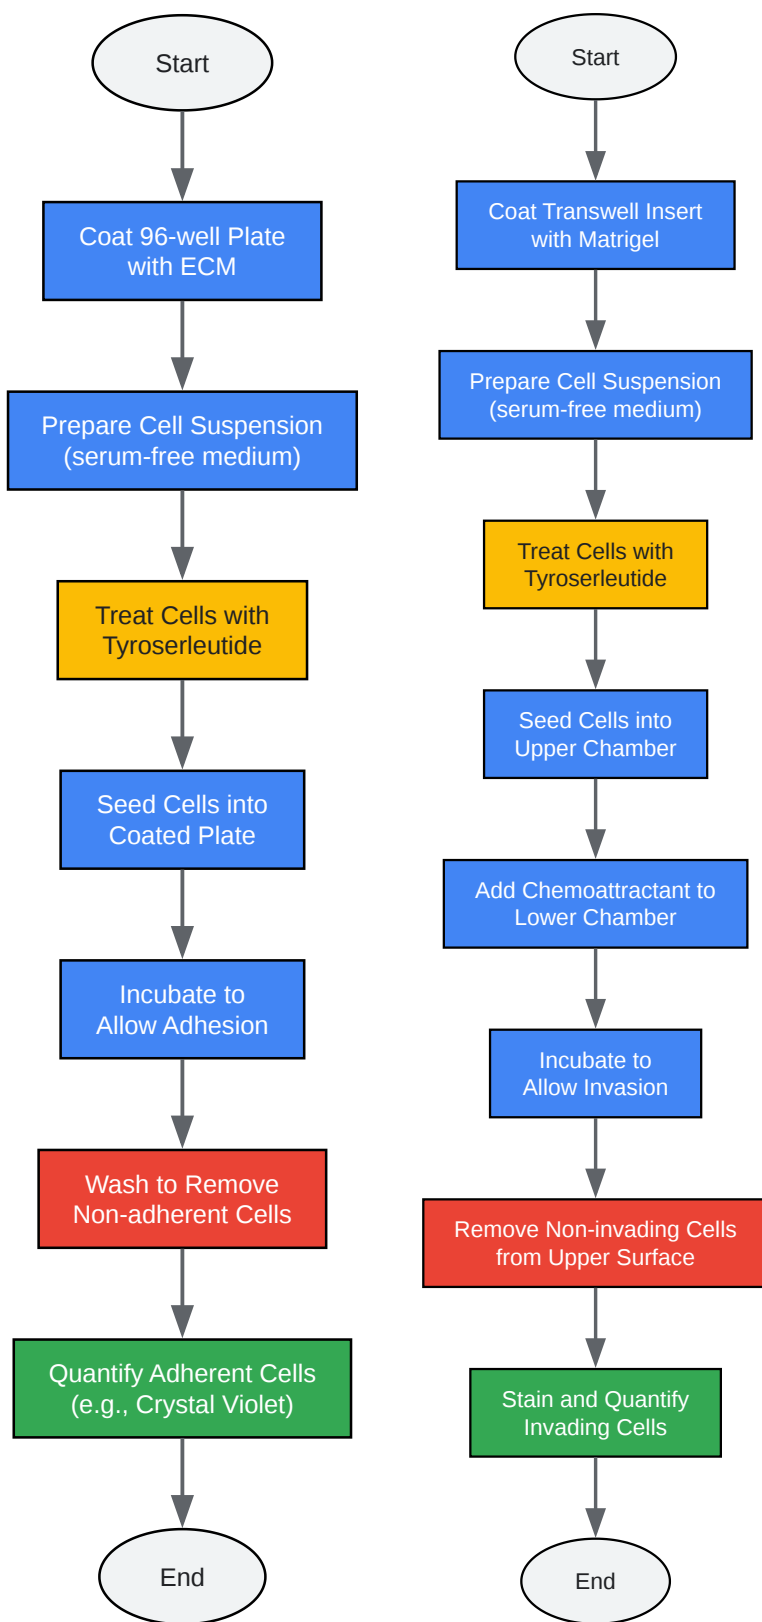 Start
Coat 96-well Plate
with ECM
Prepare Cell Suspension
(serum-free medium)
Treat Cells with
Tyroserleutide
Seed Cells into
Coated Plate
Incubate to
Allow Adhesion
Wash to Remove
Non-adherent Cells
Quantify Adherent Cells
(e.g., Crystal Violet)
End
Start
Coat Transwell Insert
with Matrigel
Prepare Cell Suspension
(serum-free medium)
Treat Cells with
Tyroserleutide
Seed Cells into
Upper Chamber
Add Chemoattractant to
Lower Chamber
Incubate to
Allow Invasion
Remove Non-invading Cells
from Upper Surface
Stain and Quantify
Invading Cells
End